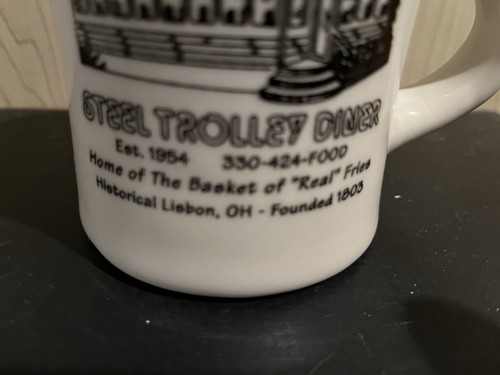 STEEL TROLLEY DINER
Est. 1954 330-424-FOOD
Home of The Basket of "Real" Fries
Historical Lisbon, OH - Founded 1803